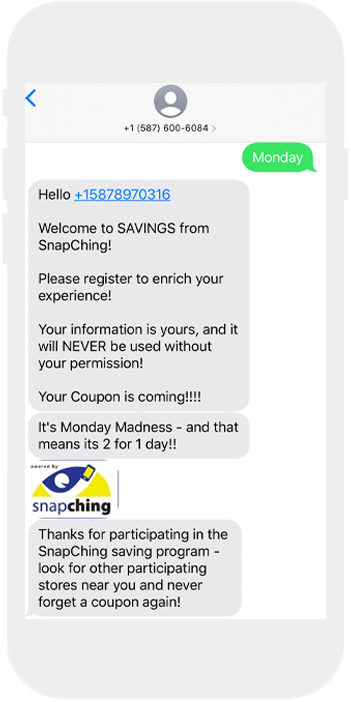 +1 (587) 600-6084 >
Monday
Hello +15878970316
Welcome to SAVINGS from
SnapChing!
Please register to enrich your
experience!
Your information is yours, and it
will NEVER be used without
your permission!
Your Coupon is coming!!!!
It's Monday Madness - and that
means its 2 for 1 day!!
owered by
snapching
Thanks for participating in the
SnapChing saving program -
look for other participating
stores near you and never
forget a coupon again!